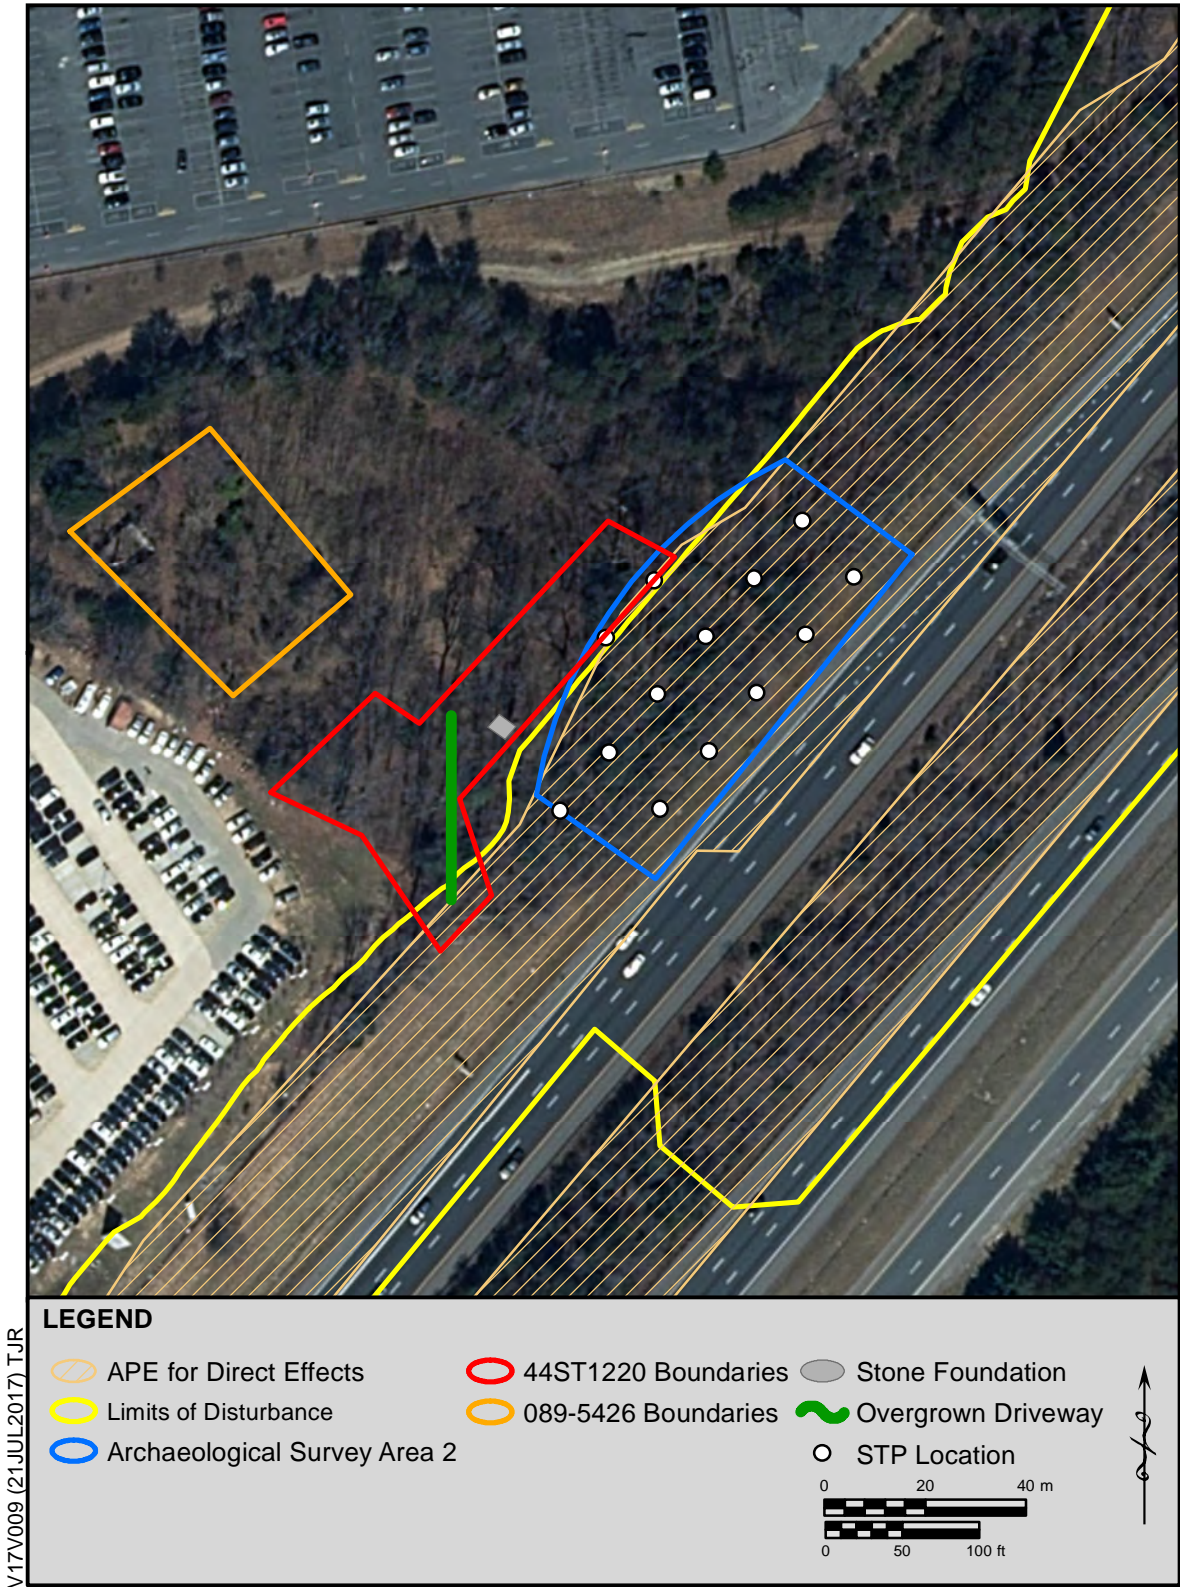 V17V009 (21JUL2017) TJR
LEGEND
APE for Direct Effects
Limits of Disturbance
Archaeological Survey Area 2
44ST1220 Boundaries
089-5426 Boundaries
Stone Foundation
Overgrown Driveway
STP Location
0 20 40 m
0 50 100 ft